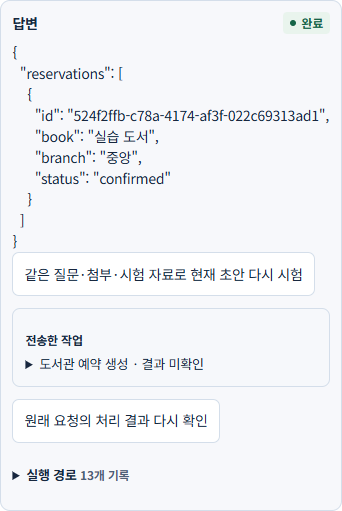 답변
완료
{
"reservations": [
{
"id": "524f2ffb-c78a-4174-af3f-022c69313ad1",
"book": "실습 도서",
"branch": "중앙",
"status": "confirmed"
}
]
}
같은 질문·첨부·시험 자료로 현재 초안 다시 시험
전송한 작업
▶ 도서관 예약 생성 · 결과 미확인
원래 요청의 처리 결과 다시 확인
▶ 실행 경로 13개 기록